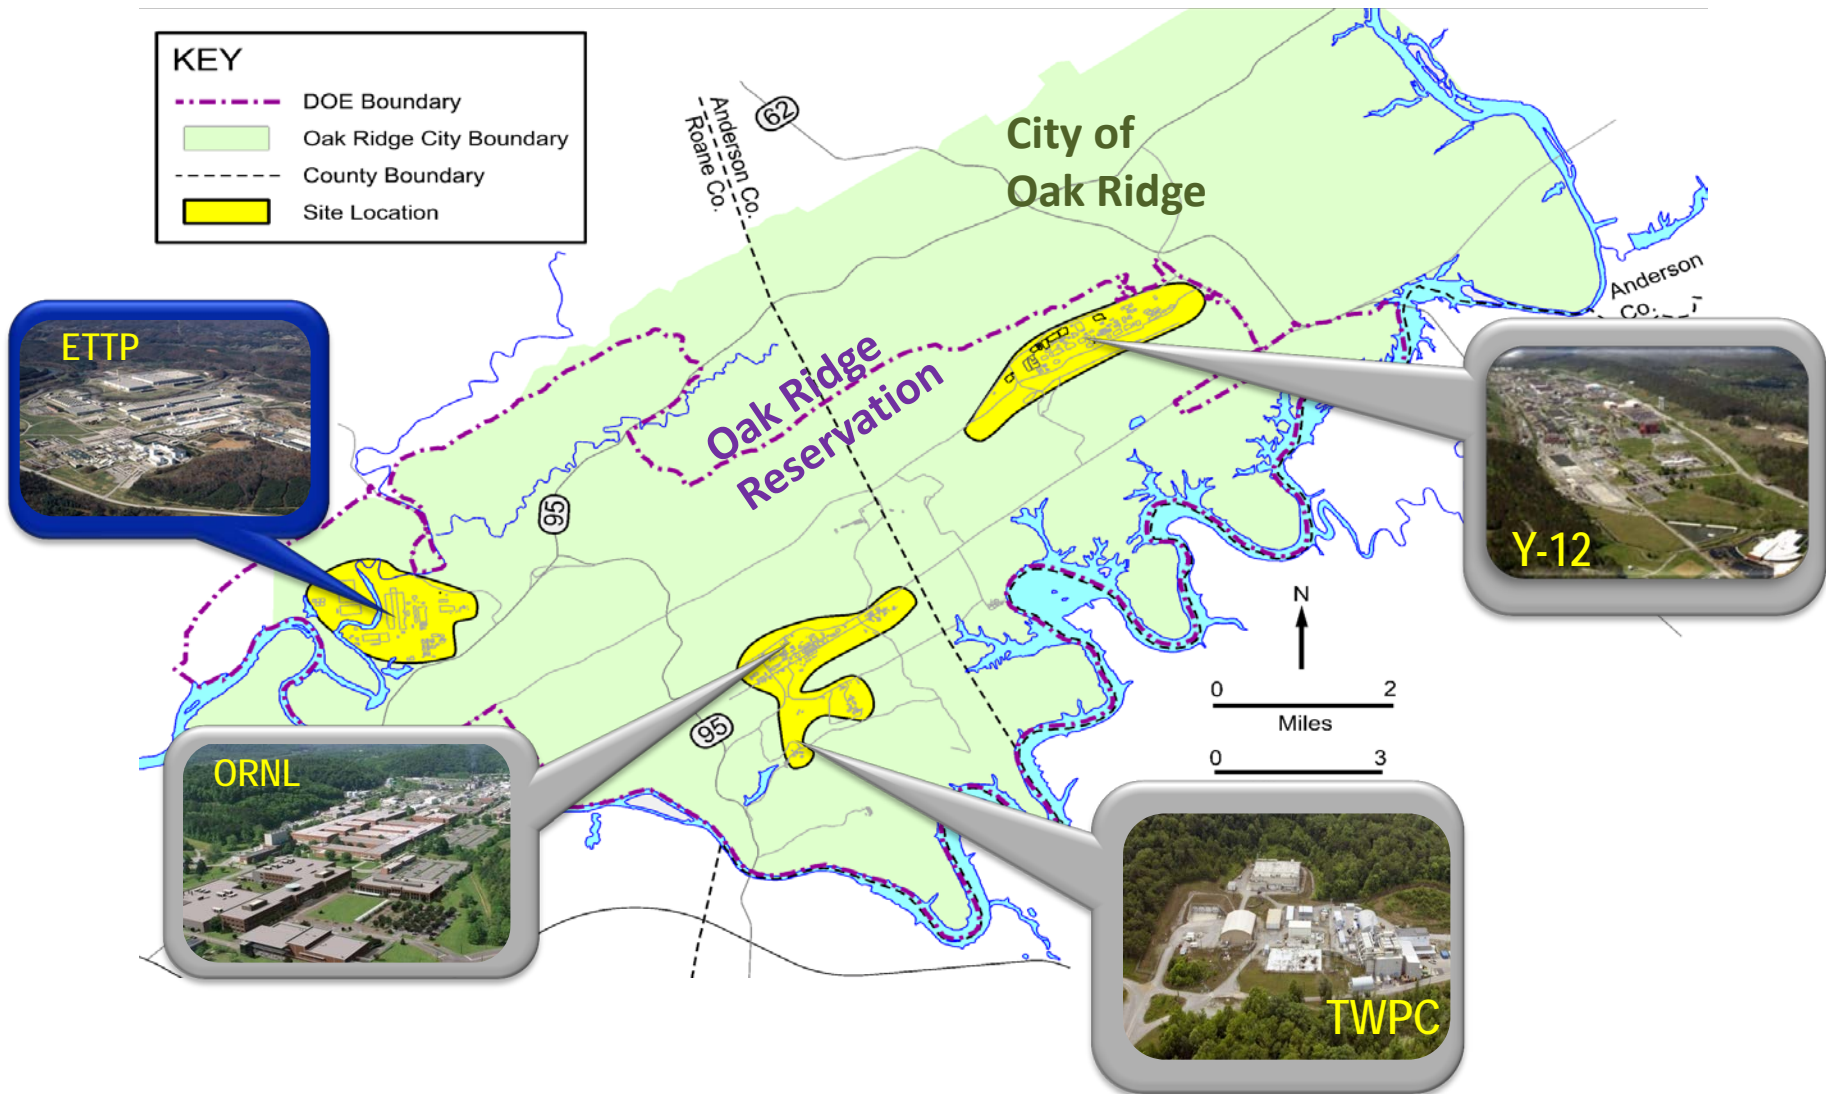 KEY
DOE Boundary
Oak Ridge City Boundary
County Boundary
Site Location
Anderson Co.
Roane Co.
62
City of
Oak Ridge
Anderson
Co.
ETTP
Oak Ridge
Reservation
95
Y-12
N
0 2
Miles
95
0 3
ORNL
TWPC